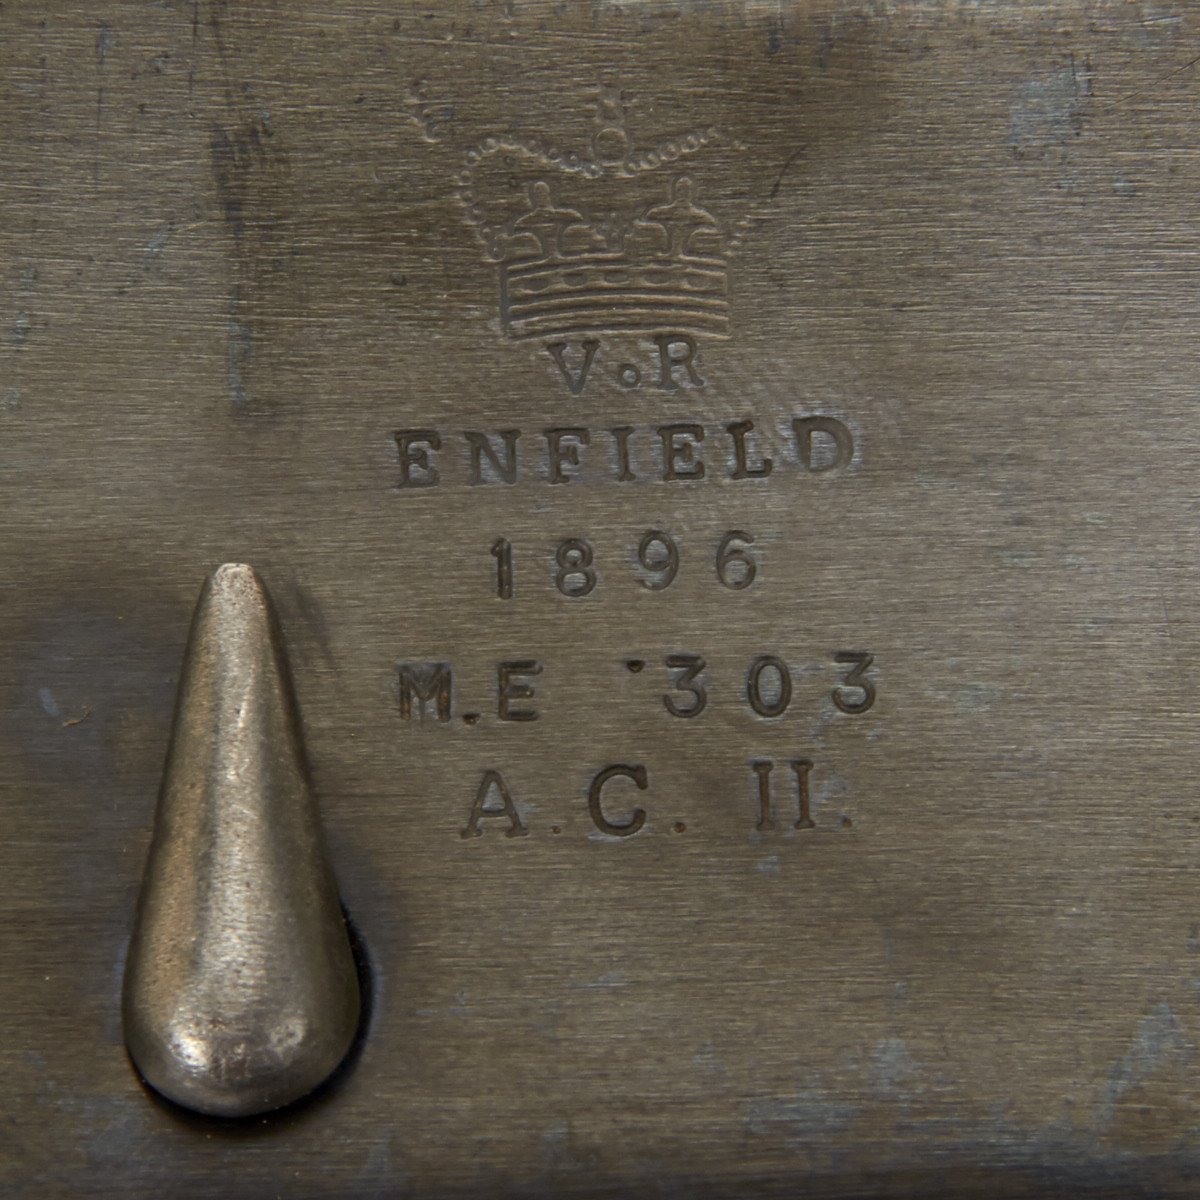 V.R
ENFIELD
1896
M.E .303
A.C. II.